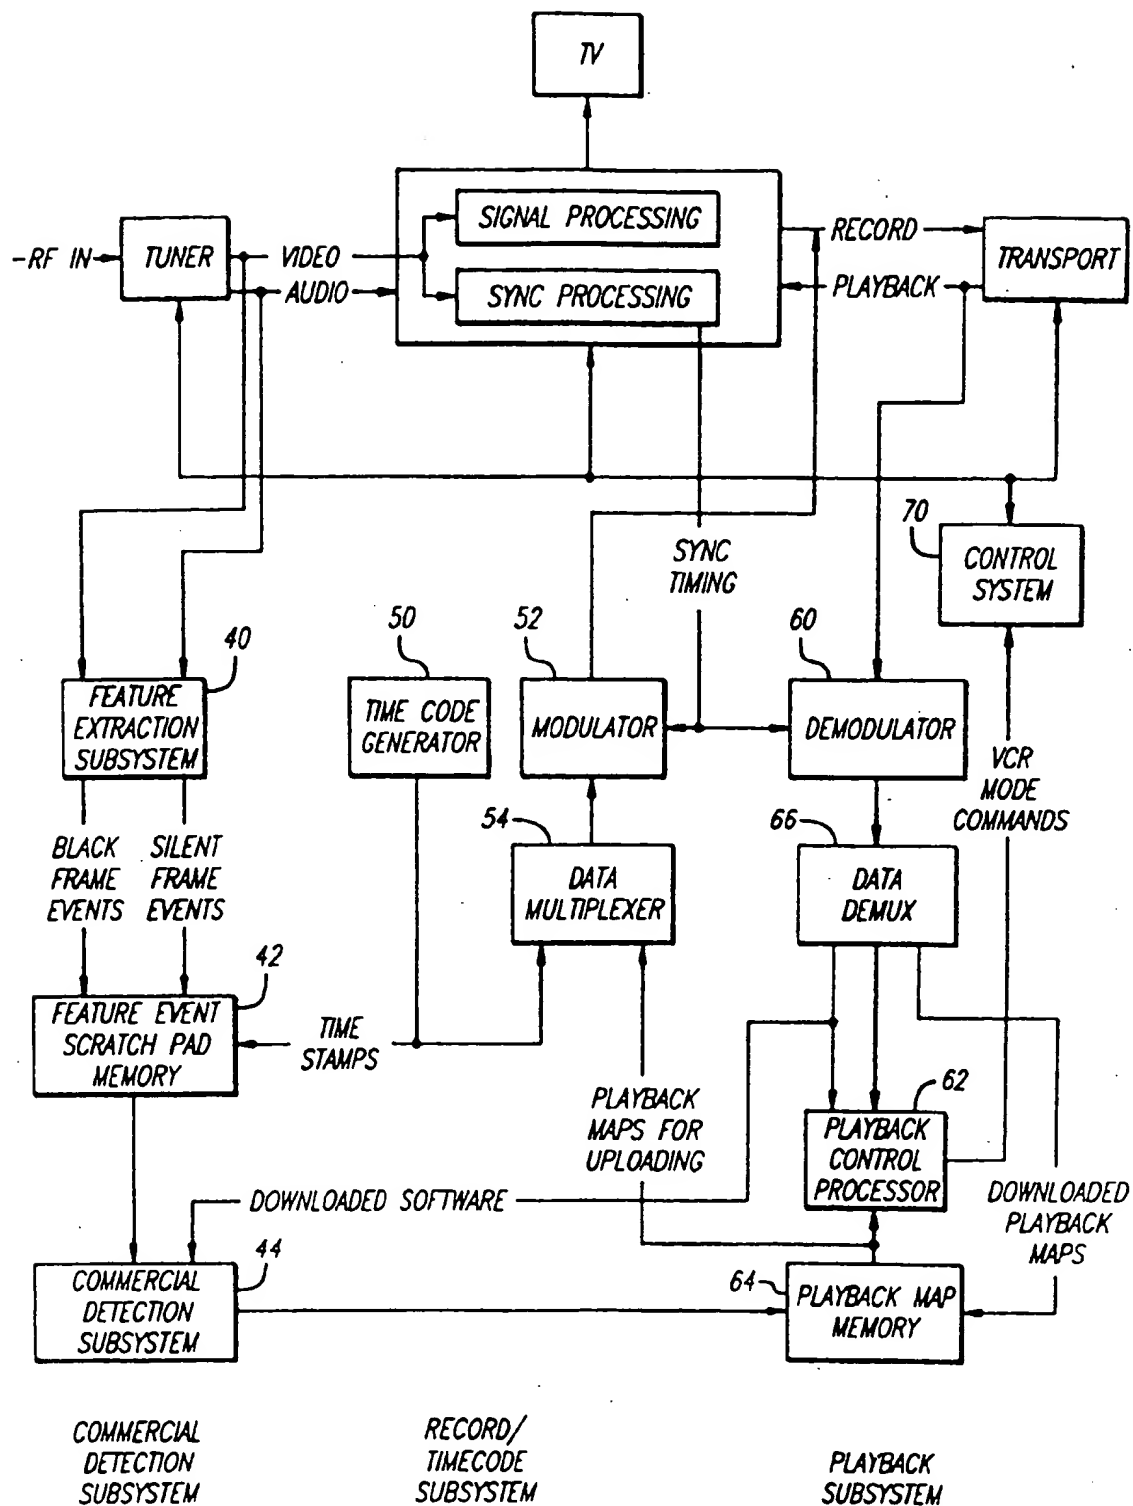 TV
SIGNAL PROCESSING
RECORD
-RF IN
TUNER
VIDEO
TRANSPORT
AUDIO
SYNC PROCESSING
PLAYBACK
70
SYNC
TIMING
CONTROL
SYSTEM
40
50
52
60
FEATURE
EXTRACTION
SUBSYSTEM
TIME CODE
GENERATOR
MODULATOR
DEMODULATOR
VCR
MODE
COMMANDS
BLACK
FRAME
EVENTS
SILENT
FRAME
EVENTS
54
66
DATA
MULTIPLEXER
DATA
DEMUX
42
FEATURE EVENT
SCRATCH PAD
MEMORY
TIME
STAMPS
PLAYBACK
MAPS FOR
UPLOADING
62
PLAYBACK
CONTROL
PROCESSOR
DOWNLOADED SOFTWARE
DOWNLOADED
PLAYBACK
MAPS
44
COMMERCIAL
DETECTION
SUBSYSTEM
64
PLAYBACK MAP
MEMORY
COMMERCIAL
DETECTION
SUBSYSTEM
RECORD/
TIMECODE
SUBSYSTEM
PLAYBACK
SUBSYSTEM